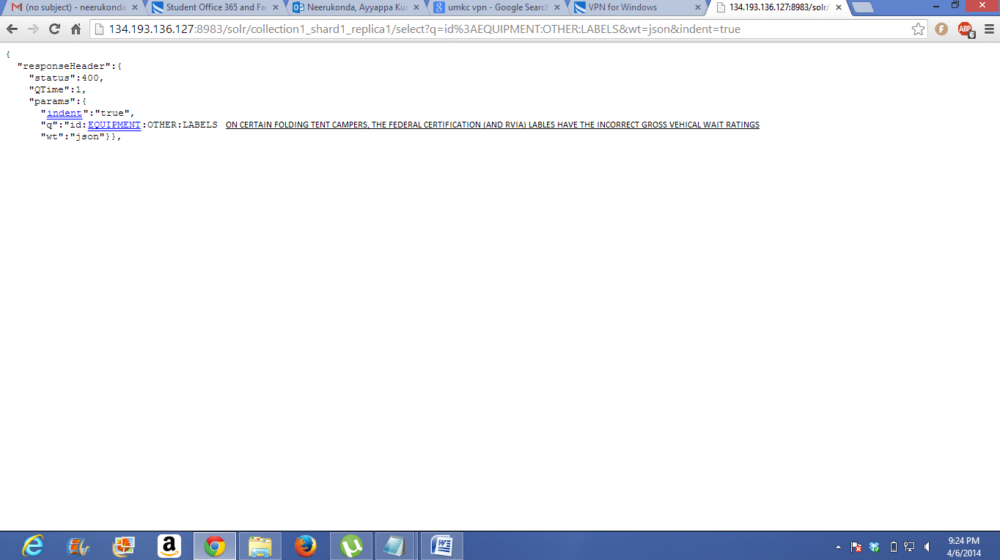 (no subject) - neerukonda
Student Office 365 and Fa
Neerukonda, Ayyappa Ku
umkc vpn - Google Search
VPN for Windows
134.193.136.127:8983/solr/
134.193.136.127:8983/solr/collection1_shard1_replica1/select?q=id%3AEQUIPMENT:OTHER:LABELS&wt=json&indent=true
F
ABP
6
{
"responseHeader":{
"status":400,
"QTime":1,
"params":{
"indent":"true",
"q":"id:EQUIPMENT:OTHER:LABELS ON CERTAIN FOLDING TENT CAMPERS, THE FEDERAL CERTIFICATION (AND RVIA) LABLES HAVE THE INCORRECT GROSS VEHICAL WAIT RATINGS
"wt":"json"}},
9:24 PM
4/6/2014